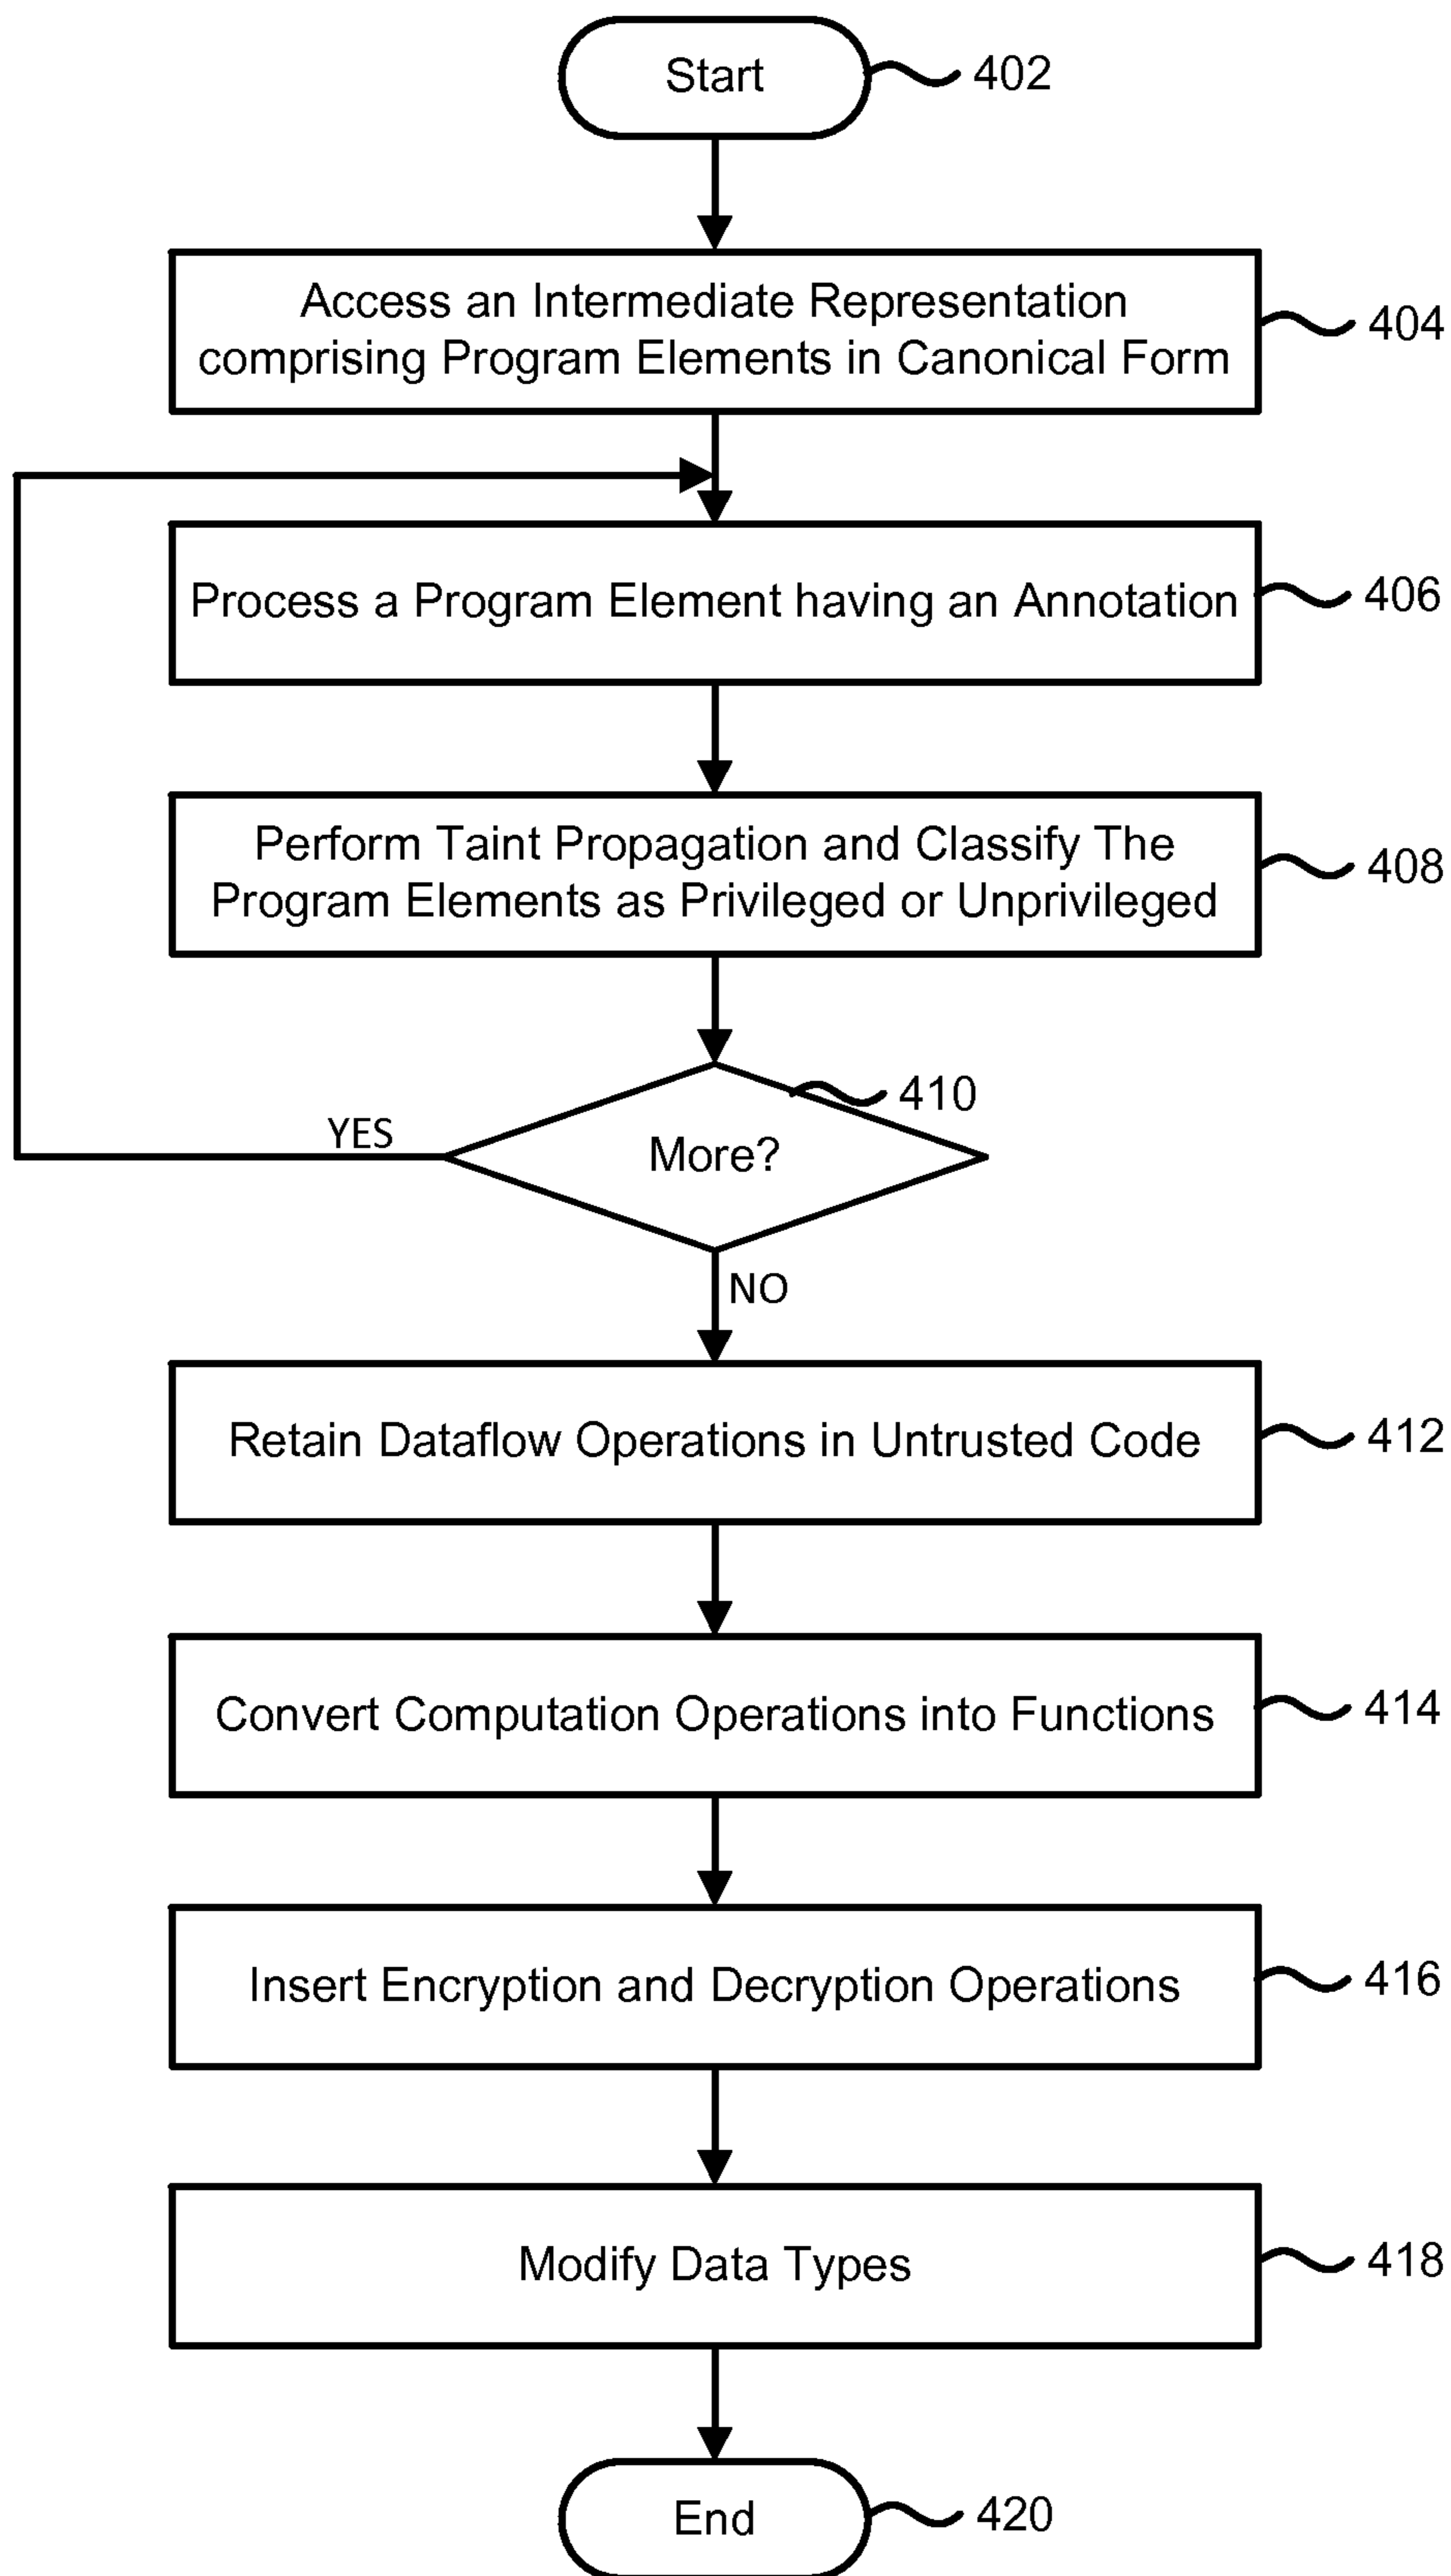 Start
402
Access an Intermediate Representation
comprising Program Elements in Canonical Form
404
Process a Program Element having an Annotation
406
Perform Taint Propagation and Classify The
Program Elements as Privileged or Unprivileged
408
410
YES
More?
NO
Retain Dataflow Operations in Untrusted Code
412
Convert Computation Operations into Functions
414
Insert Encryption and Decryption Operations
416
Modify Data Types
418
End
420